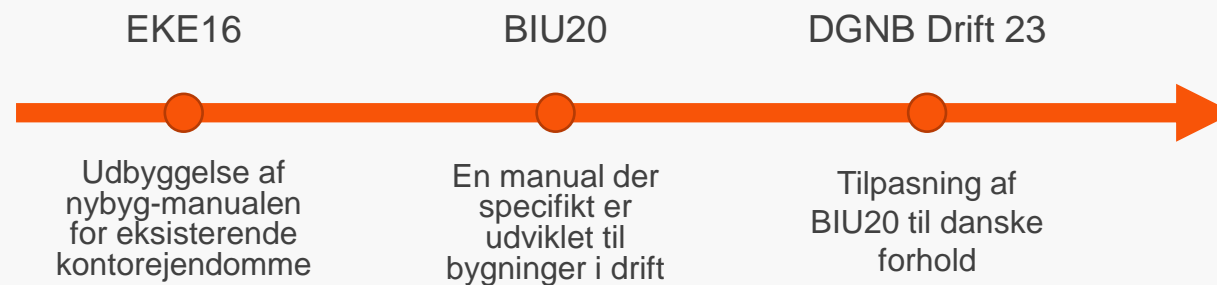 EKE16
Udbyggelse af
nybyg-manualen
for eksisterende
kontorejendomme
BIU20
En manual der
specifikt er
udviklet til
bygninger i drift
DGNB Drift 23
Tilpasning af
BIU20 til danske
forhold